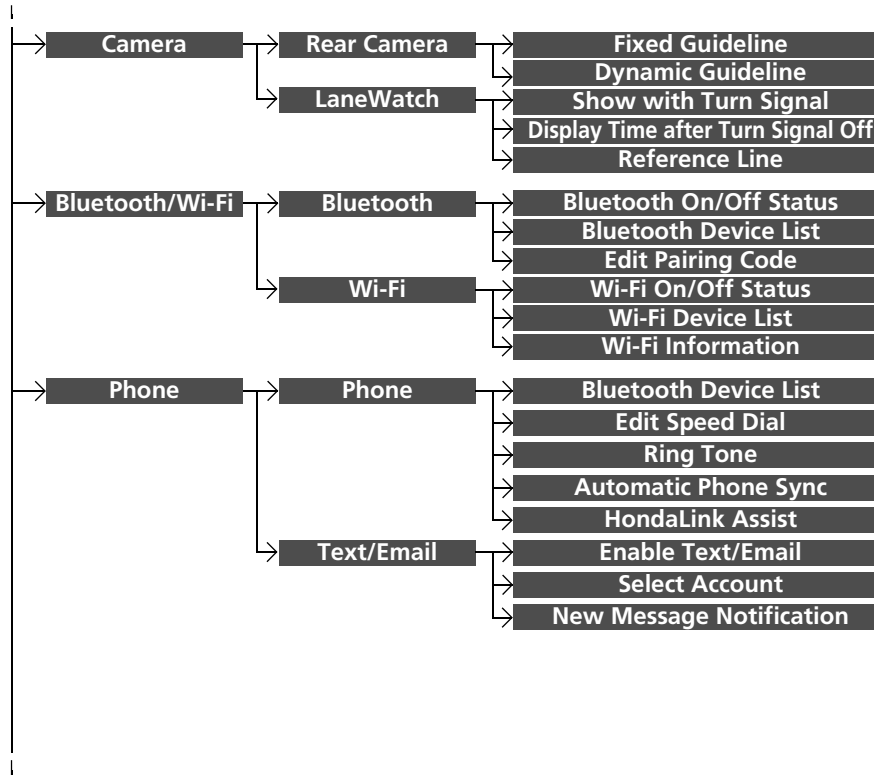 Camera
Rear Camera
Fixed Guideline
Dynamic Guideline
LaneWatch
Show with Turn Signal
Display Time after Turn Signal Off
Reference Line
Bluetooth/Wi-Fi
Bluetooth
Bluetooth On/Off Status
Bluetooth Device List
Edit Pairing Code
Wi-Fi
Wi-Fi On/Off Status
Wi-Fi Device List
Wi-Fi Information
Phone
Phone
Bluetooth Device List
Edit Speed Dial
Ring Tone
Automatic Phone Sync
HondaLink Assist
Text/Email
Enable Text/Email
Select Account
New Message Notification